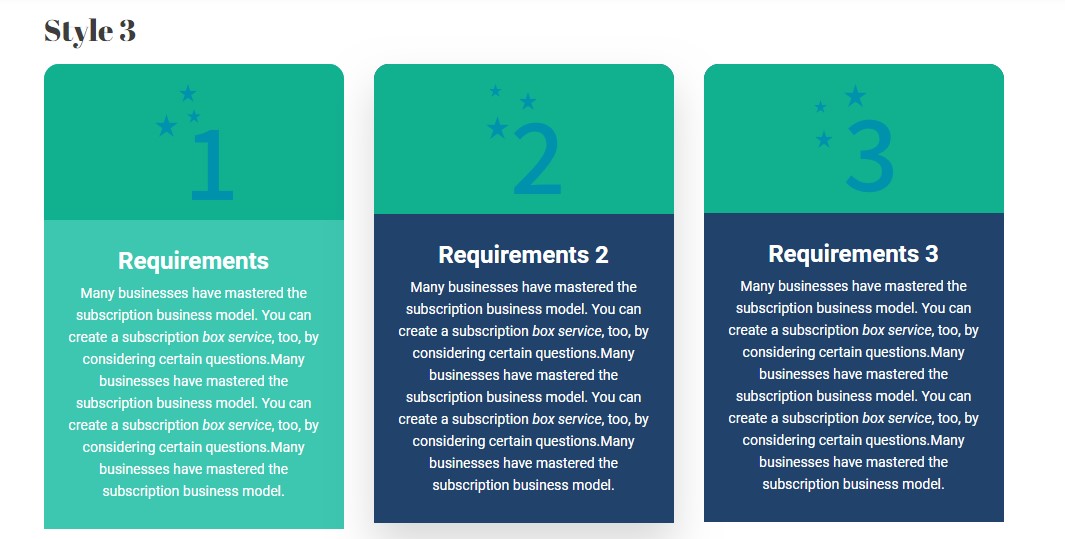 Style 3
1
Requirements
Many businesses have mastered the
subscription business model. You can
create a subscription box service, too, by
considering certain questions.Many
businesses have mastered the
subscription business model. You can
create a subscription box service, too, by
considering certain questions.Many
businesses have mastered the
subscription business model.
2
Requirements 2
Many businesses have mastered the
subscription business model. You can
create a subscription box service, too, by
considering certain questions.Many
businesses have mastered the
subscription business model. You can
create a subscription box service, too, by
considering certain questions.Many
businesses have mastered the
subscription business model.
3
Requirements 3
Many businesses have mastered the
subscription business model. You can
create a subscription box service, too, by
considering certain questions.Many
businesses have mastered the
subscription business model. You can
create a subscription box service, too, by
considering certain questions.Many
businesses have mastered the
subscription business model.